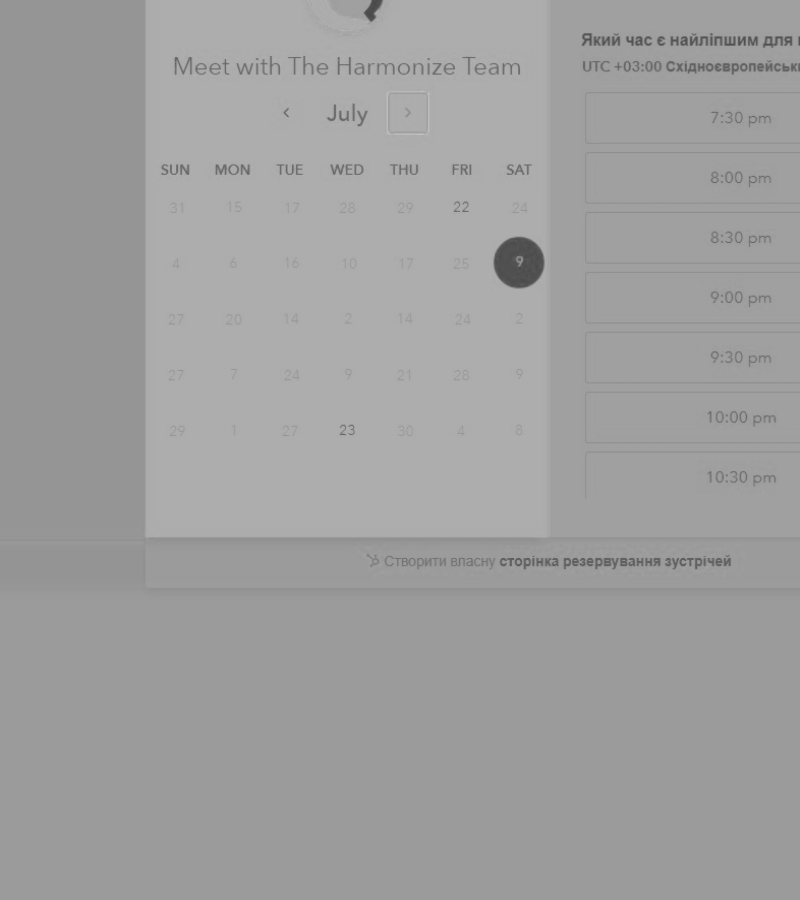 Meet with The Harmonize Team
July
SUN MON TUE WED THU FRI SAT
31 15 17 28 29 22 24
4 6 16 10 17 25 9
27 20 14 2 14 24 2
27 7 24 9 21 28 9
29 1 27 23 30 4 8
Який час є найліпшим для
UTC +03:00
7:30 pm
8:00 pm
8:30 pm
9:00 pm
9:30 pm
10:00 pm
10:30 pm
Створити власну сторінка резервування зустрічей